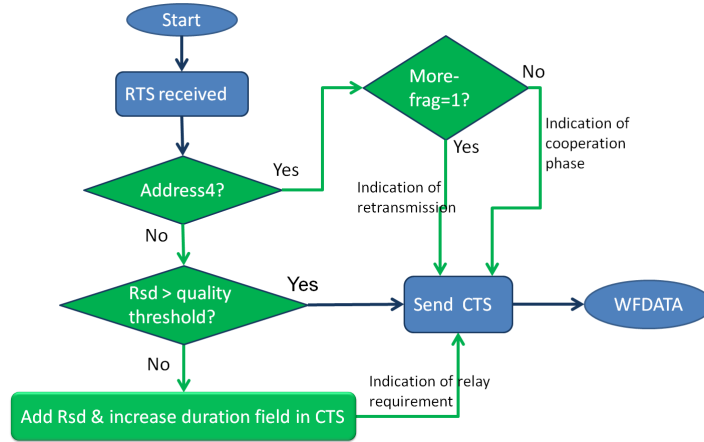 Start
RTS received
More-
frag=1?
No
Indication of
cooperation
phase
Yes
Yes
Address4?
Indication of
retransmission
No
Rsd > quality
threshold?
Yes
Send CTS
WFDATA
No
Indication of relay
requirement
Add Rsd & increase duration field in CTS